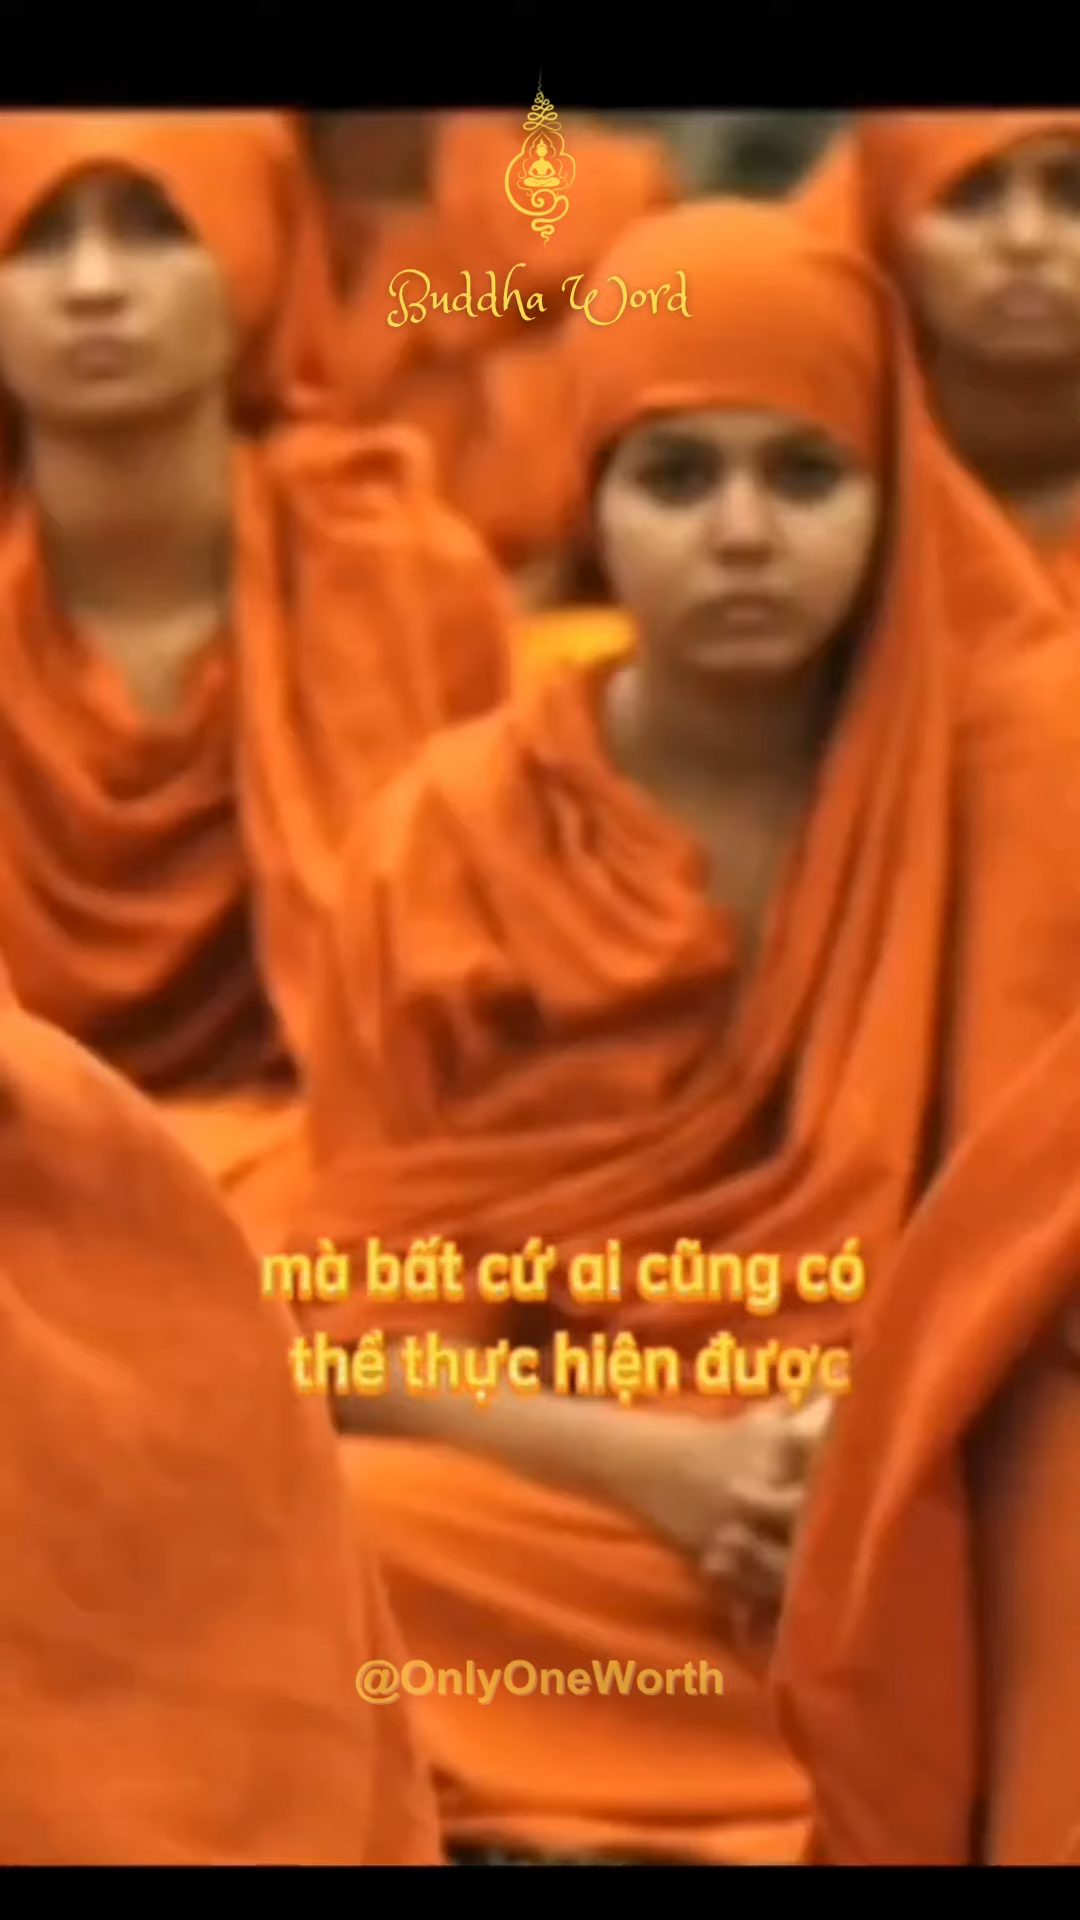 Buddha Word
mà bất cứ ai cũng có
thể thực hiện được
@OnlyOneWorth